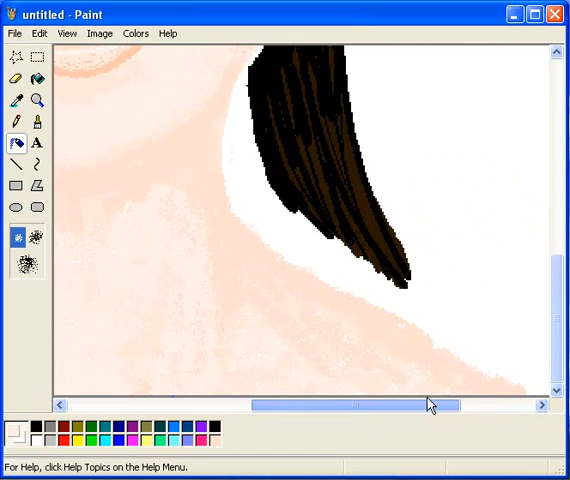 untitled - Paint
File Edit View Image Colors Help
A
For Help, click Help Topics on the Help Menu.